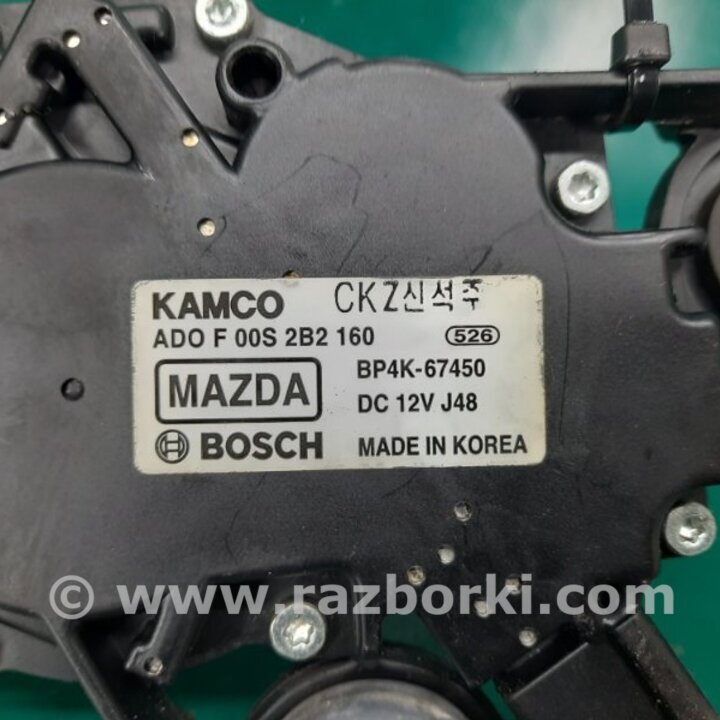 KAMCO CKZ신석주
ADO F 00S 2B2 160 526
MAZDA BP4K-67450
DC 12V J48
BOSCH MADE IN KOREA
© www.razborki.com